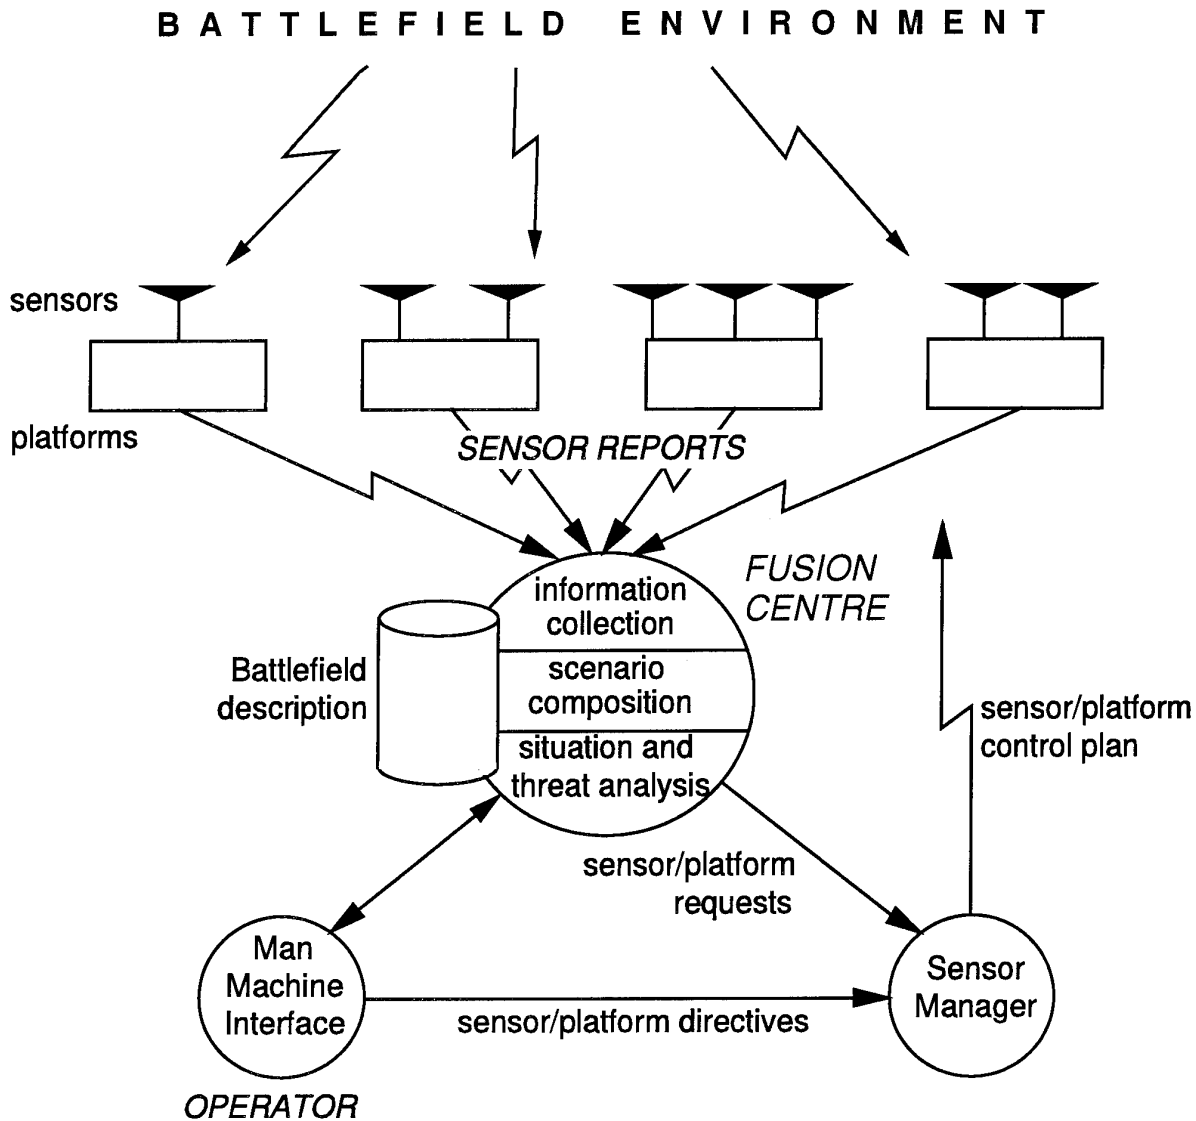 BATTLEFIELD ENVIRONMENT
sensors
platforms
SENSOR REPORTS
FUSION
CENTRE
information
collection
scenario
composition
situation and
threat analysis
Battlefield
description
sensor/platform
control plan
sensor/platform
requests
Man
Machine
Interface
Sensor
Manager
sensor/platform directives
OPERATOR